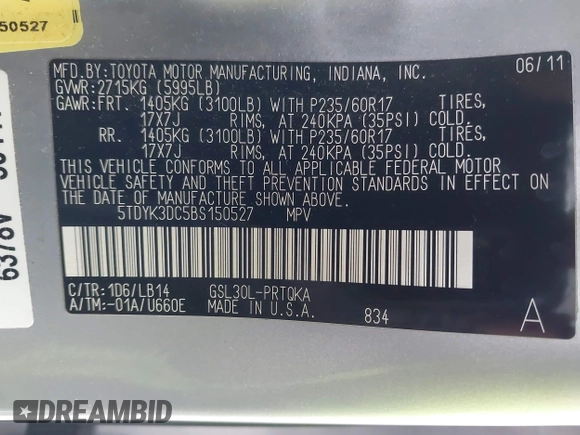 50527
MFD.BY:TOYOTA MOTOR MANUFACTURING, INDIANA, INC. 06/11
GVWR:2715KG (5995LB)
GAWR:FRT. 1405KG (3100LB) WITH P235/60R17 TIRES,
17X7J RIMS, AT 240KPA (35PSI) COLD.
RR. 1405KG (3100LB) WITH P235/60R17 TIRES,
17X7J RIMS, AT 240KPA (35PSI) COLD.
THIS VEHICLE CONFORMS TO ALL APPLICABLE FEDERAL MOTOR
VEHICLE SAFETY AND THEFT PREVENTION STANDARDS IN EFFECT ON
THE DATE OF MANUFACTURE SHOWN ABOVE.
5TDYK3DC5BS150527 MPV
C/TR:1D6/LB14 GSL30L-PRTQKA
A/TM:-01A/U660E MADE IN U.S.A. 834 A
6378V
DREAMBID